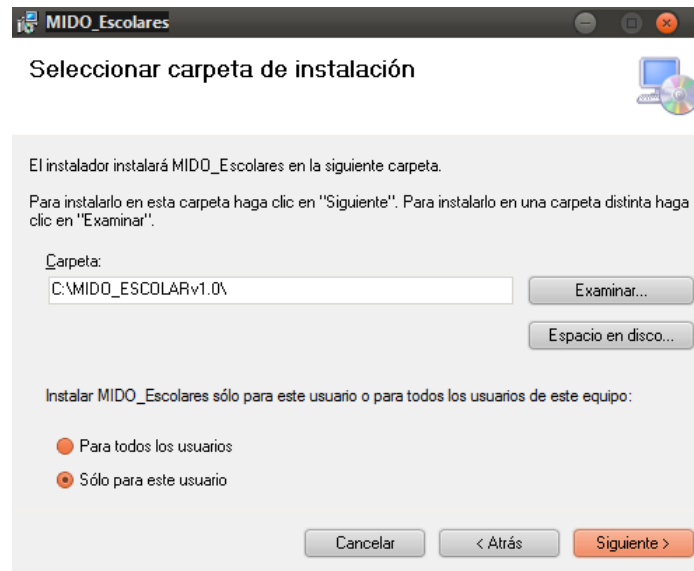 MIDO_Escolares
Seleccionar carpeta de instalación
El instalador instalará MIDO_Escolares en la siguiente carpeta.
Para instalarlo en esta carpeta haga clic en "Siguiente". Para instalarlo en una carpeta distinta haga
clic en "Examinar".
Carpeta:
C:\MIDO_ESCOLARv1.0\
Examinar...
Espacio en disco...
Instalar MIDO_Escolares sólo para este usuario o para todos los usuarios de este equipo:
Para todos los usuarios
Sólo para este usuario
Cancelar
< Atrás
Siguiente >